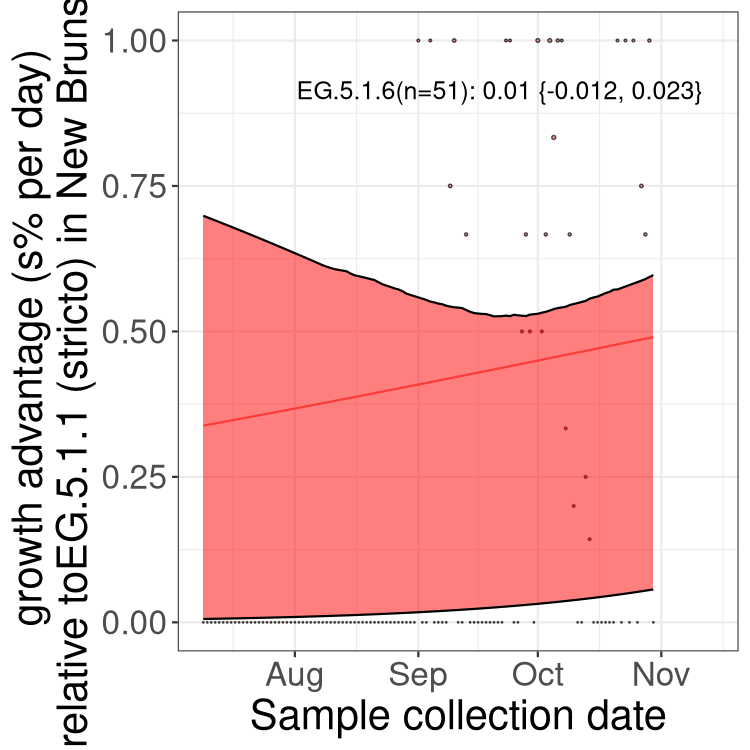 growth advantage (s% per day)
relative toEG.5.1.1 (stricto) in New Bruns
1.00
0.75
0.50
0.25
0.00
EG.5.1.6(n=51): 0.01 {-0.012, 0.023}
Aug Sep Oct Nov
Sample collection date